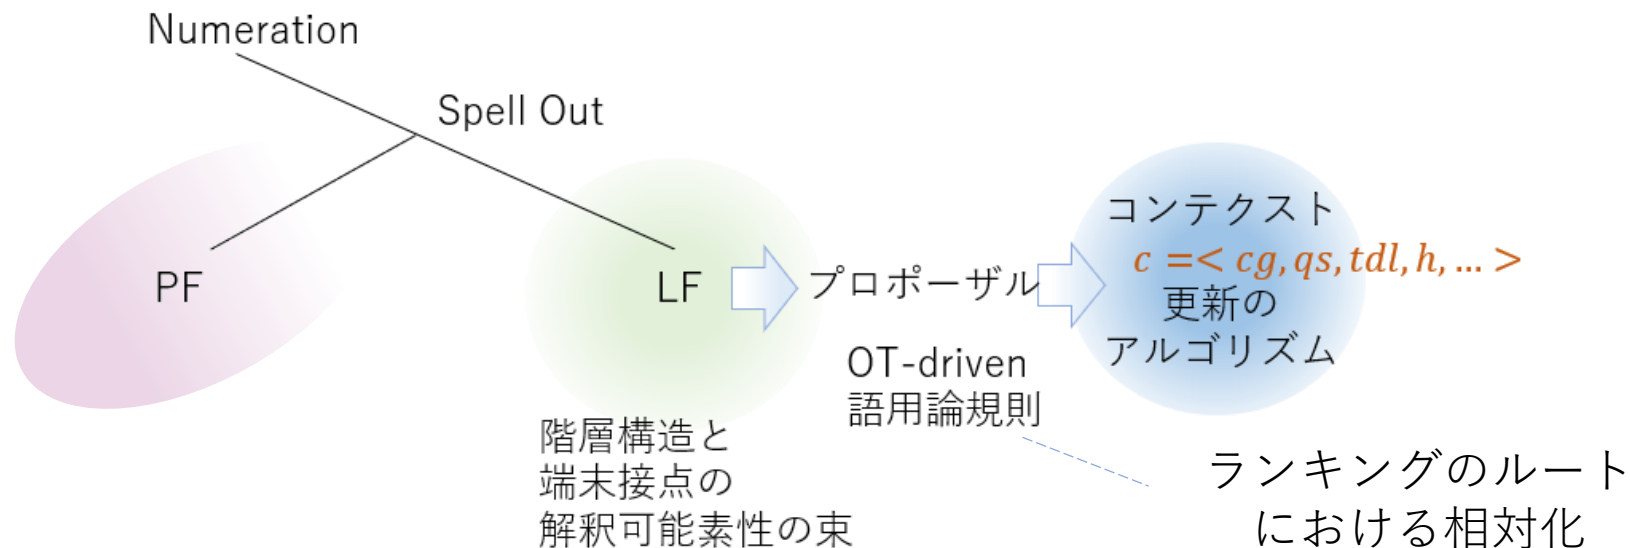 Numeration
Spell Out
PF
LF
プロポーザル
コンテクスト
c =< cg, qs, tdl, h, … >
更新の
アルゴリズム
OT-driven
語用論規則
階層構造と
端末接点の
解釈可能素性の束
ランキングのルート
における相対化